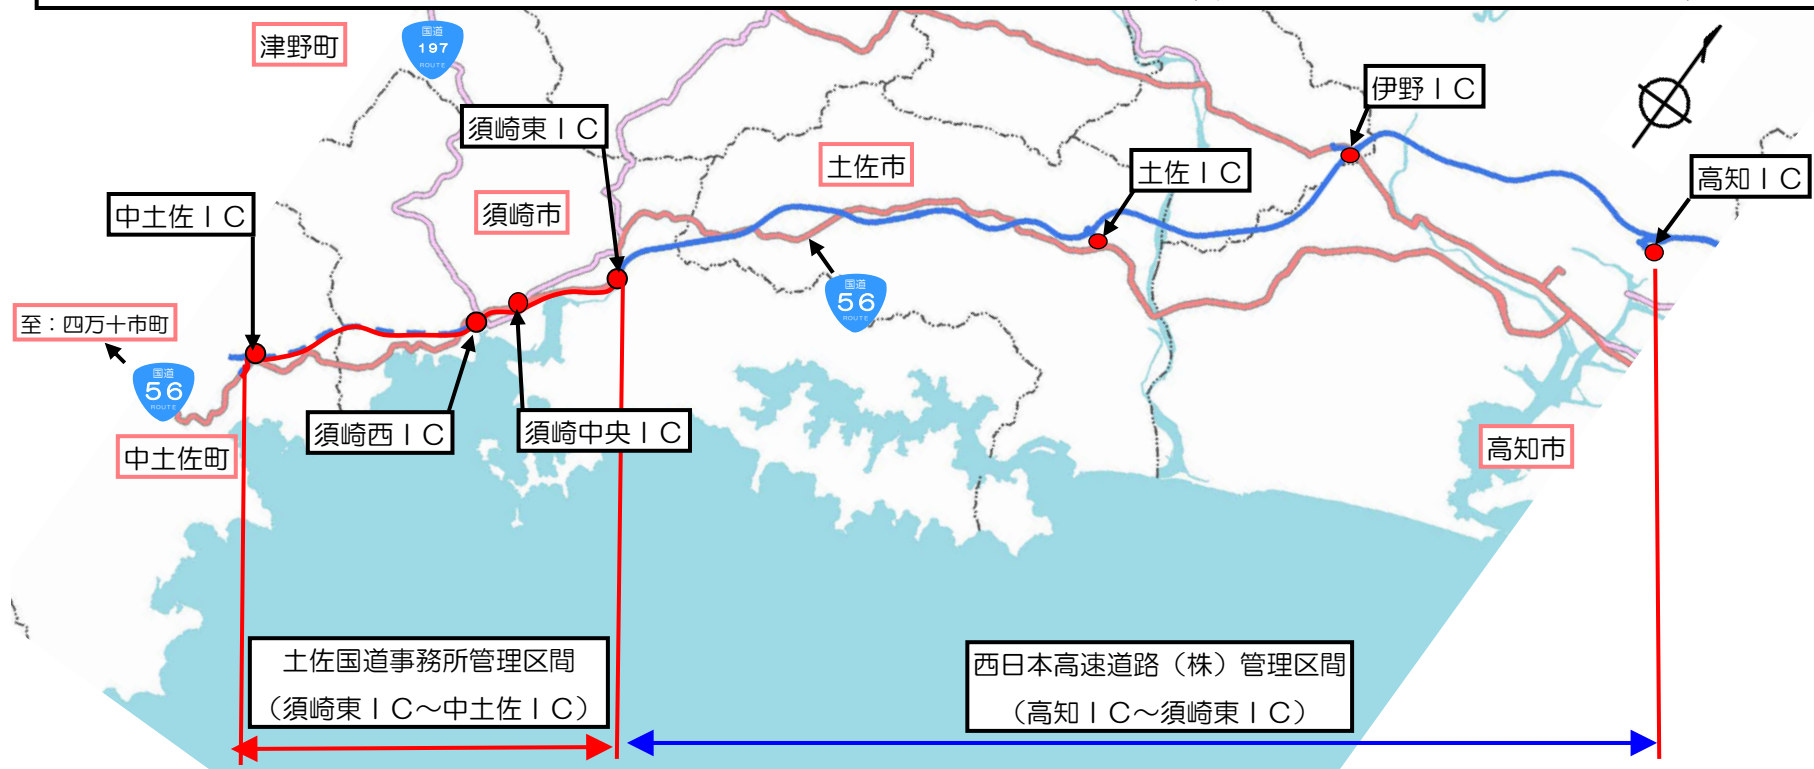 津野町
国道
197
ROUTE
伊野ＩＣ
須崎東ＩＣ
土佐市
土佐ＩＣ
高知ＩＣ
中土佐ＩＣ
須崎市
国道
56
ROUTE
至：四万十市町
国道
56
ROUTE
須崎西ＩＣ
須崎中央ＩＣ
中土佐町
高知市
土佐国道事務所管理区間
（須崎東ＩＣ～中土佐ＩＣ）
西日本高速道路（株）管理区間
（高知ＩＣ～須崎東ＩＣ）